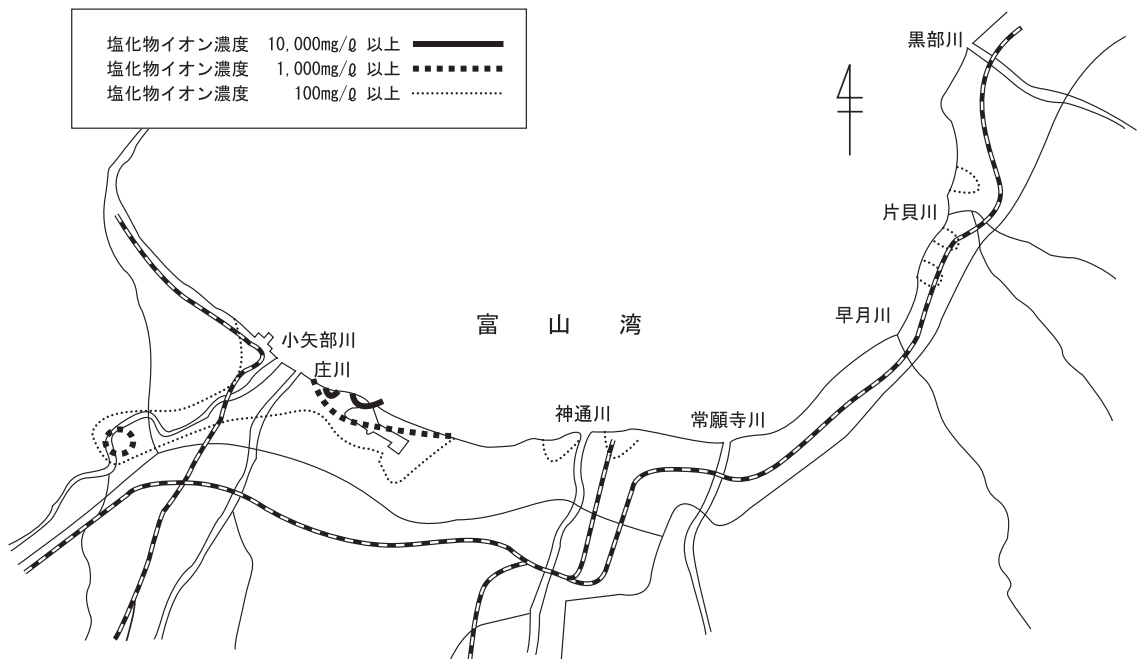 塩化物イオン濃度 10,000mg/ℓ 以上
塩化物イオン濃度 1,000mg/ℓ 以上
塩化物イオン濃度 100mg/ℓ 以上
黒部川
片貝川
早月川
富山湾
小矢部川
庄川
神通川
常願寺川